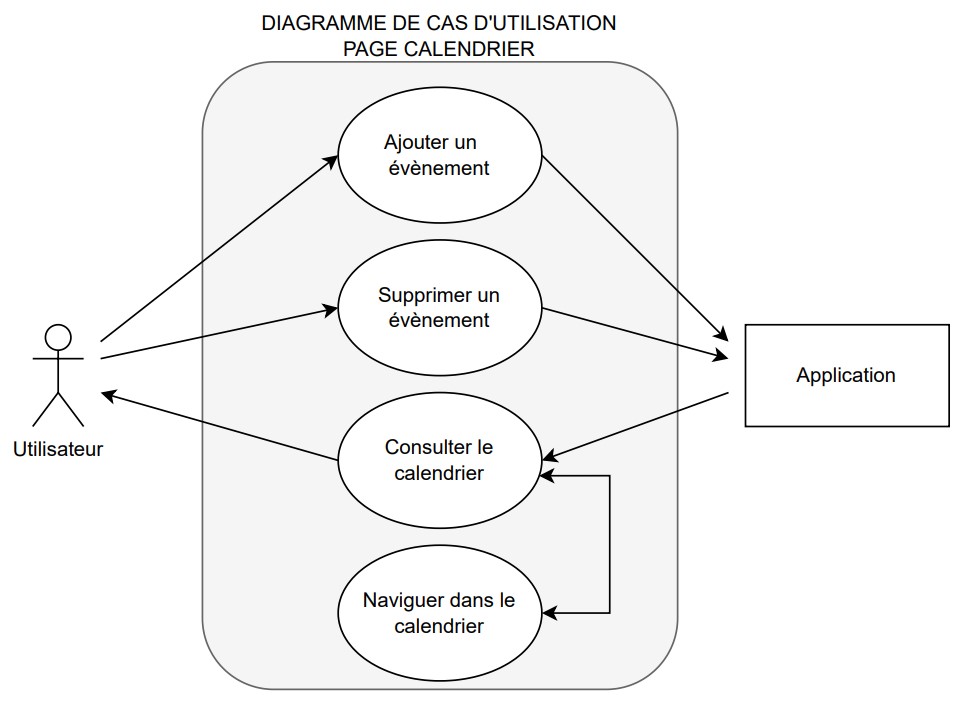 DIAGRAMME DE CAS D'UTILISATION
PAGE CALENDRIER
Ajouter un
évènement
Supprimer un
évènement
Application
Utilisateur
Consulter le
calendrier
Naviguer dans le
calendrier